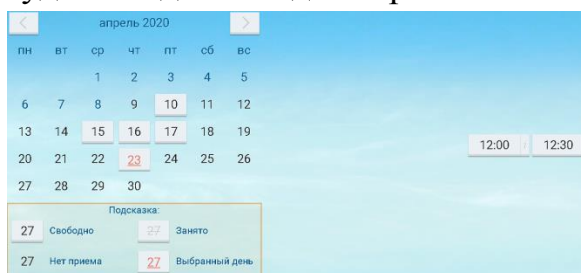 апрель 2020
пн вт ср чт пт сб вс
1 2 3 4 5
6 7 8 9 10 11 12
13 14 15 16 17 18 19
20 21 22 23 24 25 26
27 28 29 30
12:00 12:30
Подсказка:
27 Свободно 27 Занято
27 Нет приема 27 Выбранный день